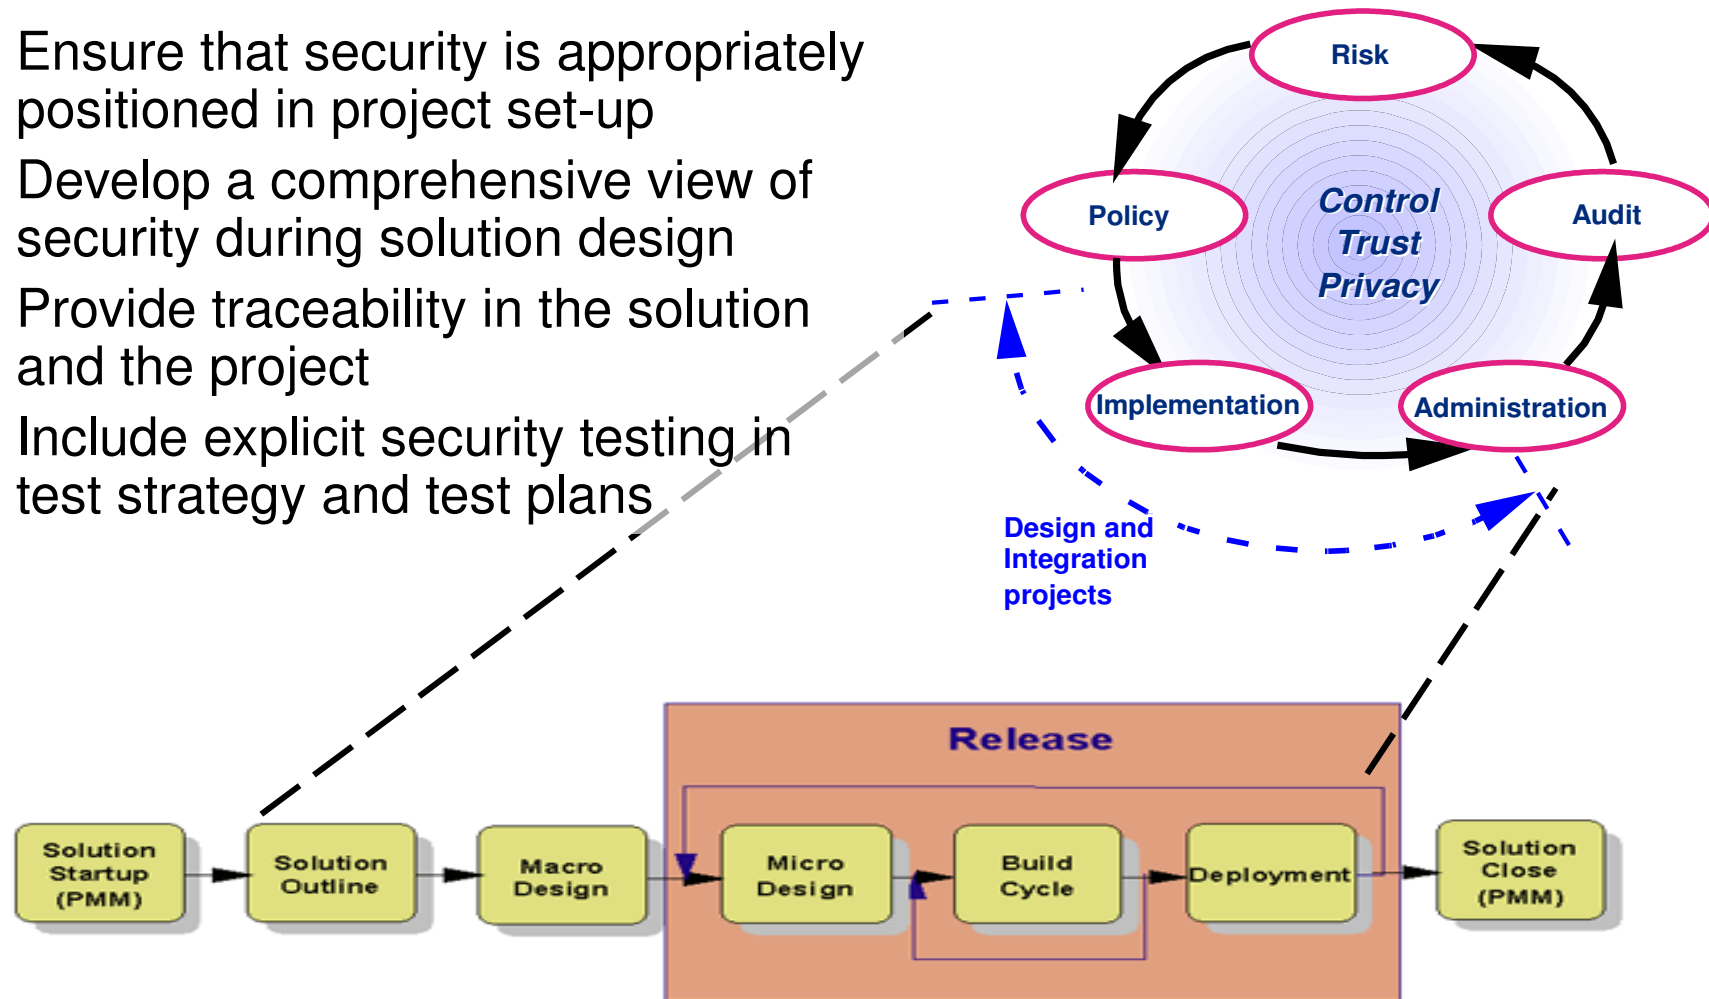 Ensure that security is appropriately
positioned in project set-up
Develop a comprehensive view of
security during solution design
Provide traceability in the solution
and the project
Include explicit security testing in
test strategy and test plans
Risk
Policy
Control
Trust
Privacy
Audit
Implementation
Administration
Design and
Integration
projects
Release
Solution
Startup
(PMM)
Solution
Outline
Macro
Design
Micro
Design
Build
Cycle
Deployment
Solution
Close
(PMM)